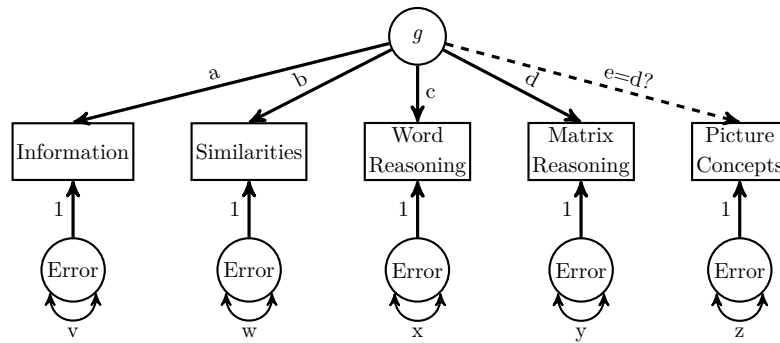 g
a
b
c
d
e=d?
Information
Similarities
Word
Reasoning
Matrix
Reasoning
Picture
Concepts
1
1
1
1
1
Error
Error
Error
Error
Error
v
w
x
y
z